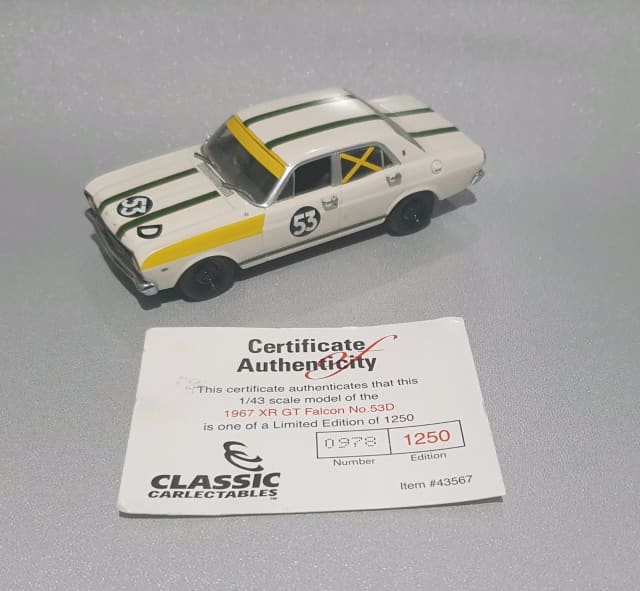 53
D
53
Certificate
of
Authenticity
This certificate authenticates that this
1/43 scale model of the
1967 XR GT Falcon No.53D
is one of a Limited Edition of 1250
0978 1250
Number Edition
CLASSIC
CARLECTABLES™
Item #43567